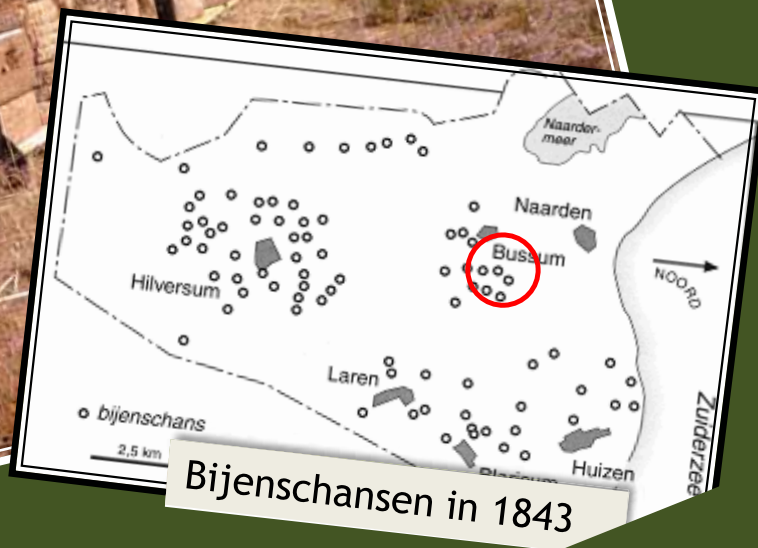 Naarder-
meer
Naarden
Bussum
NOORD
Hilversum
Laren
bijenschans
2,5 km
Huizen
Zuiderzee
Bijenschansen in 1843